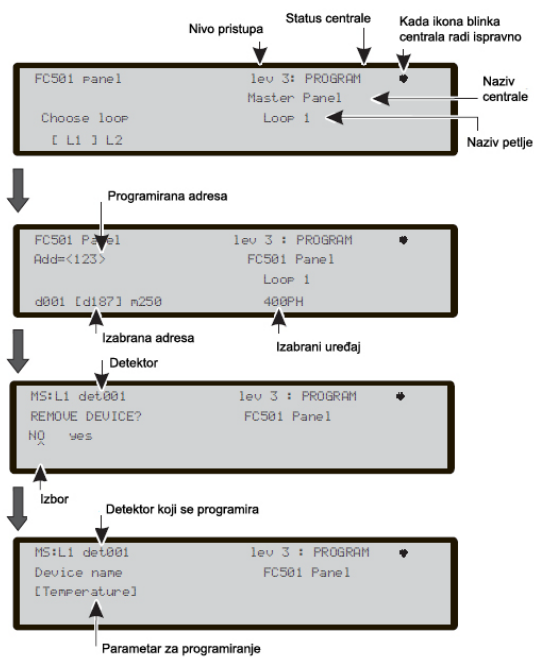 Nivo pristupa
Status centrale
Kada ikona blinka
centrala radi ispravno
FC501 panel
lev 3: PROGRAM
Master Panel
Naziv
centrale
Choose loop
Loop 1
[ L1 ] L2
Naziv petlje
Programirana adresa
FC501 Panel
lev 3 : PROGRAM
Add=<123>
FC501 Panel
Loop 1
d001 [d187] m250
400PH
Izabrana adresa
Izabrani uređaj
Detektor
MS:L1 det001
lev 3 : PROGRAM
REMOVE DEVICE?
FC501 Panel
NO yes
Izbor
Detektor koji se programira
MS:L1 det001
lev 3 : PROGRAM
Device name
FC501 Panel
[Temperature]
Parametar za programiranje